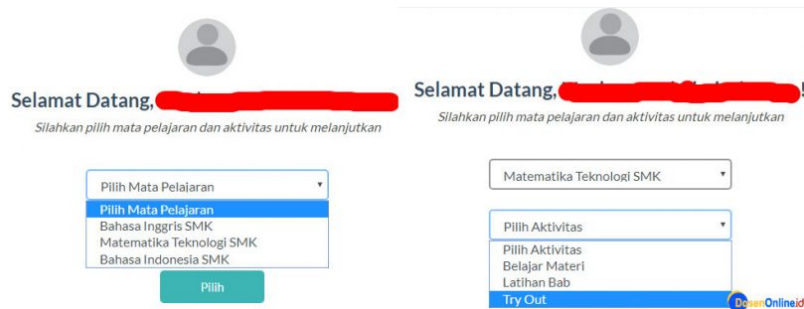 Selamat Datang,
Silahkan pilih mata pelajaran dan aktivitas untuk melanjutkan
Pilih Mata Pelajaran
Pilih Mata Pelajaran
Bahasa Inggris SMK
Matematika Teknologi SMK
Bahasa Indonesia SMK
Pilih
Selamat Datang, !
Silahkan pilih mata pelajaran dan aktivitas untuk melanjutkan
Matematika Teknologi SMK
Pilih Aktivitas
Pilih Aktivitas
Belajar Materi
Latihan Bab
Try Out
DosenOnline.id